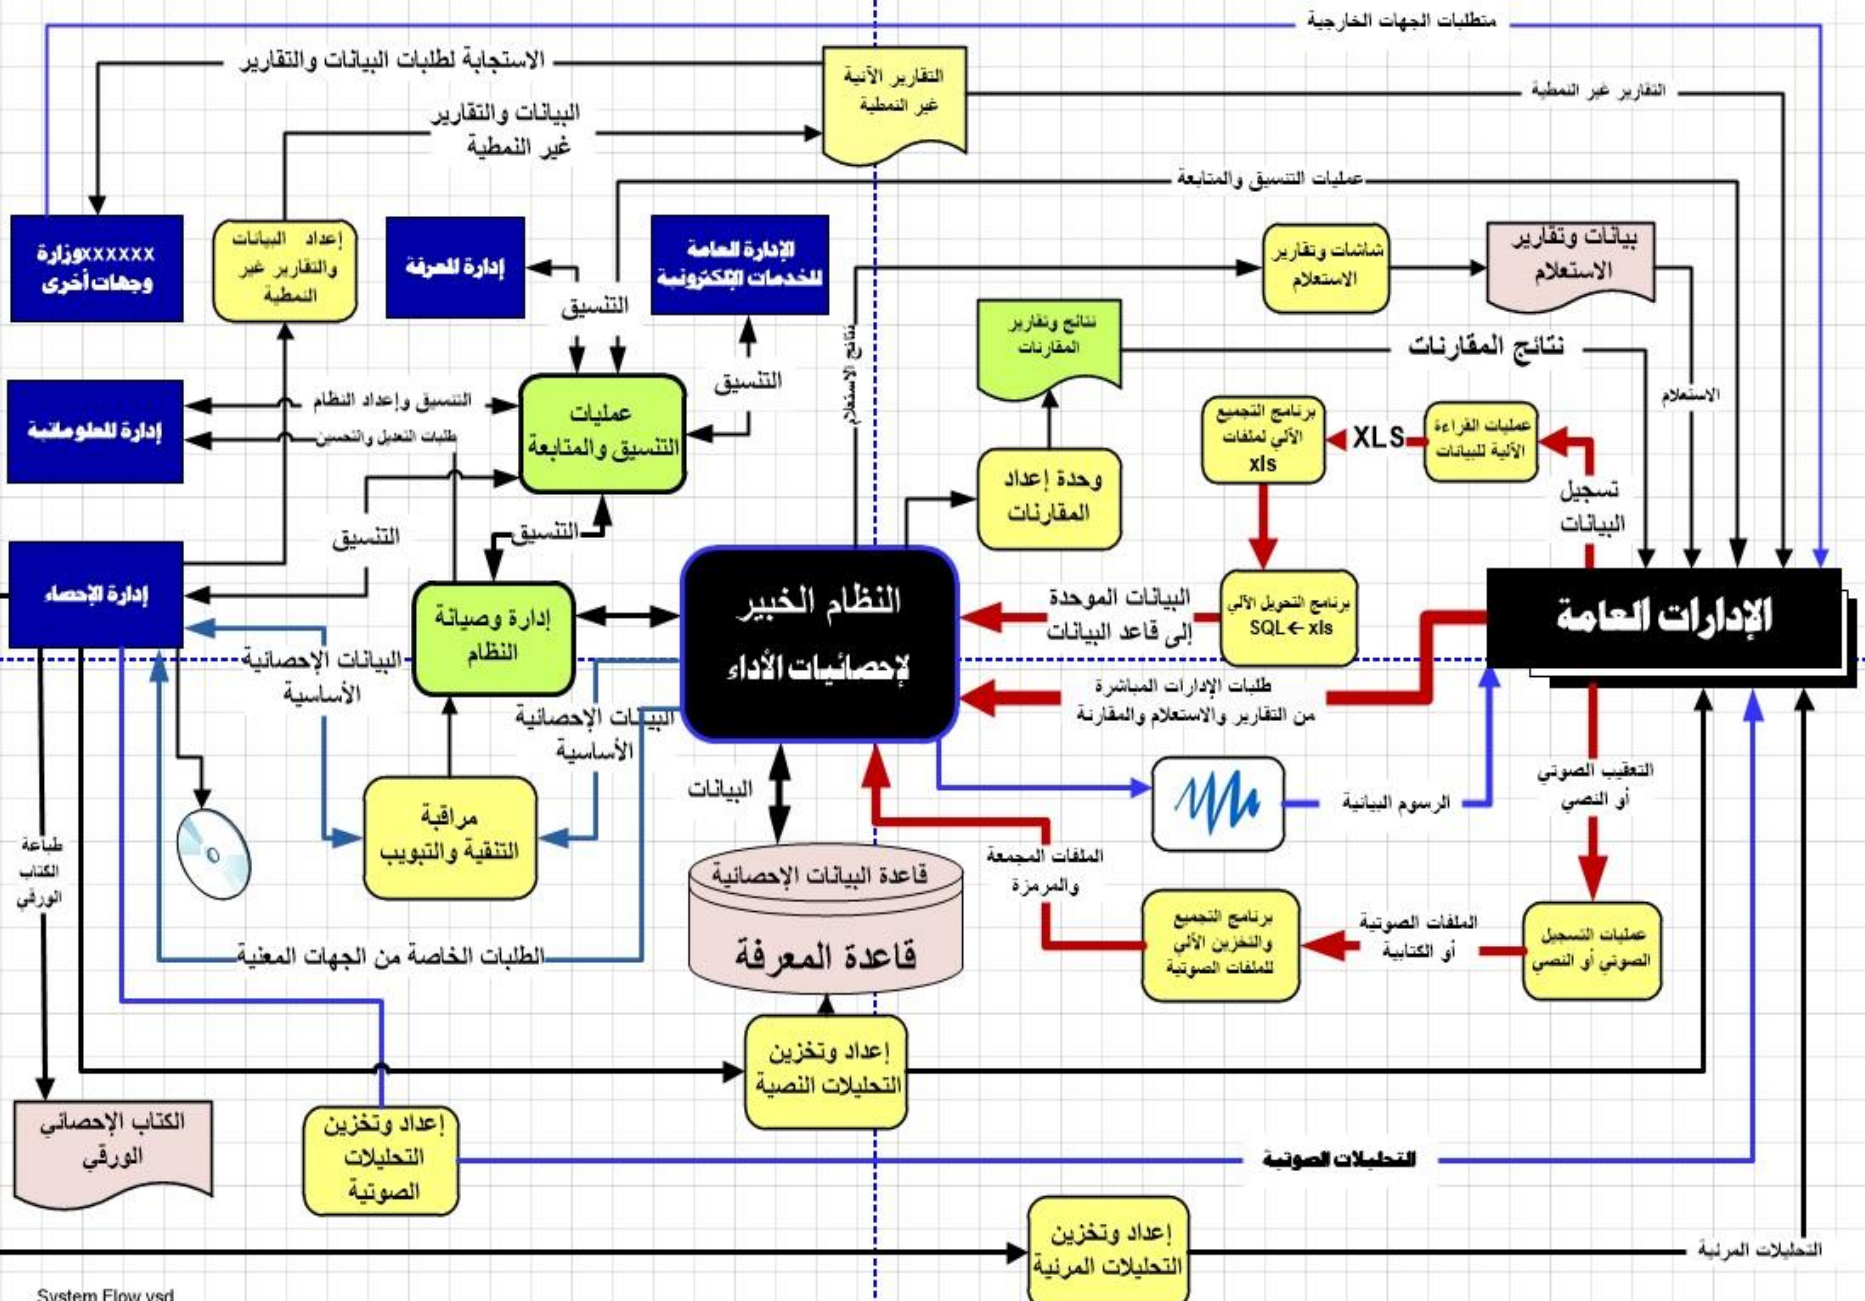 متطلبات الجهات الخارجية
الاستجابة لطلبات البيانات والتقارير
التقارير الآنية
غير النمطية
التقارير غير النمطية
البيانات والتقارير
غير النمطية
عمليات التنسيق والمتابعة
xxxxxxوزارة
وجهات أخرى
إعداد البيانات
والتقارير غير
النمطية
إدارة المعرفة
الإدارة العامة
للخدمات الإلكترونية
شاشات وتقارير
الاستعلام
بيانات وتقارير
الاستعلام
التنسيق
نتائج وتقارير
المقارنات
نتائج المقارنات
نتائج الاستعلام
التنسيق
الاستعلام
إدارة المعلوماتية
التنسيق وإعداد النظام
طلبات التعديل والتحسين
عمليات
التنسيق والمتابعة
برنامج التجميع
الآلي لملفات
xls
XLS
عمليات القراءة
الآلية للبيانات
وحدة إعداد
المقارنات
تسجيل
البيانات
التنسيق
التنسيق
إدارة الإحصاء
إدارة وصيانة
النظام
النظام الخبير
لإحصائيات الأداء
البيانات الموحدة
إلى قاعد البيانات
برنامج التحويل الآلي
SQL ← xls
الإدارات العامة
البيانات الإحصائية
الأساسية
البيانات الإحصائية
الأساسية
طلبات الإدارات المباشرة
من التقارير والاستعلام والمقارنة
البيانات
الرسوم البيانية
التعقيب الصوتي
أو النصي
مراقبة
التنقية والتبويب
طباعة
الكتاب
الورقي
قاعدة البيانات الإحصائية
قاعدة المعرفة
الملفات المجمعة
والمرمزة
برنامج التجميع
والتخزين الآلي
للملفات الصوتية
الملفات الصوتية
أو الكتابية
عمليات التسجيل
الصوتي أو النصي
الطلبات الخاصة من الجهات المعنية
إعداد وتخزين
التحليلات النصية
الكتاب الإحصائي
الورقي
إعداد وتخزين
التحليلات
الصوتية
التحليلات الصوتية
إعداد وتخزين
التحليلات المرئية
التحليلات المرئية
System Flow.vsd